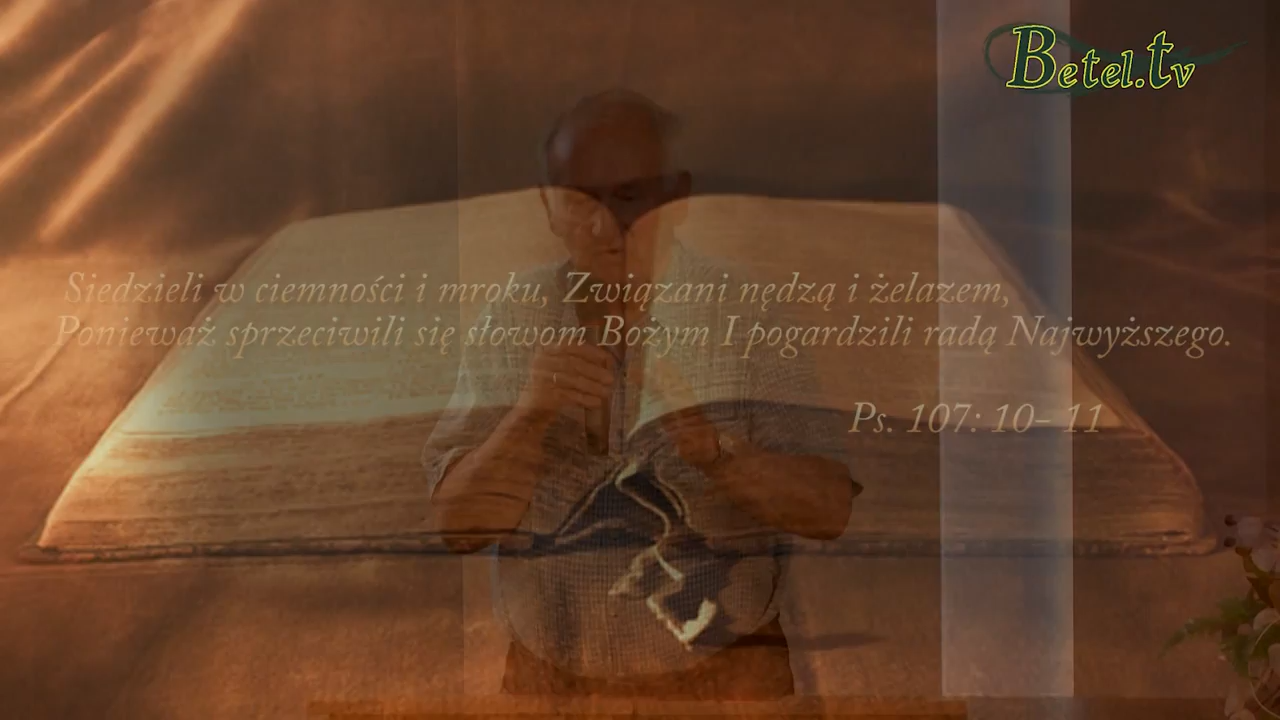 Betel.tv
Siedzieli w ciemności i mroku, Związani nędzą i żelazem,
Ponieważ sprzeciwili się słowom Bożym I pogardzili radą Najwyższego.
Ps. 107: 10- 11